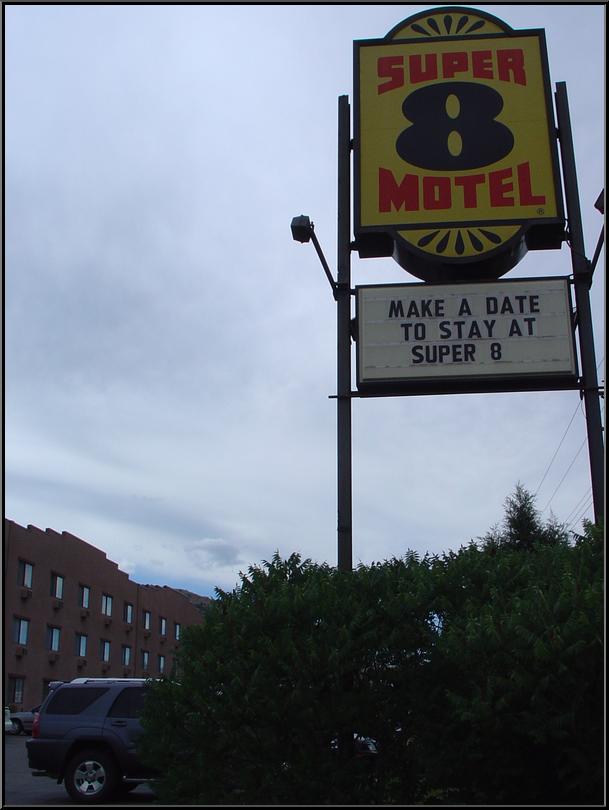 SUPER
8
MOTEL
®
MAKE A DATE
TO STAY AT
SUPER 8